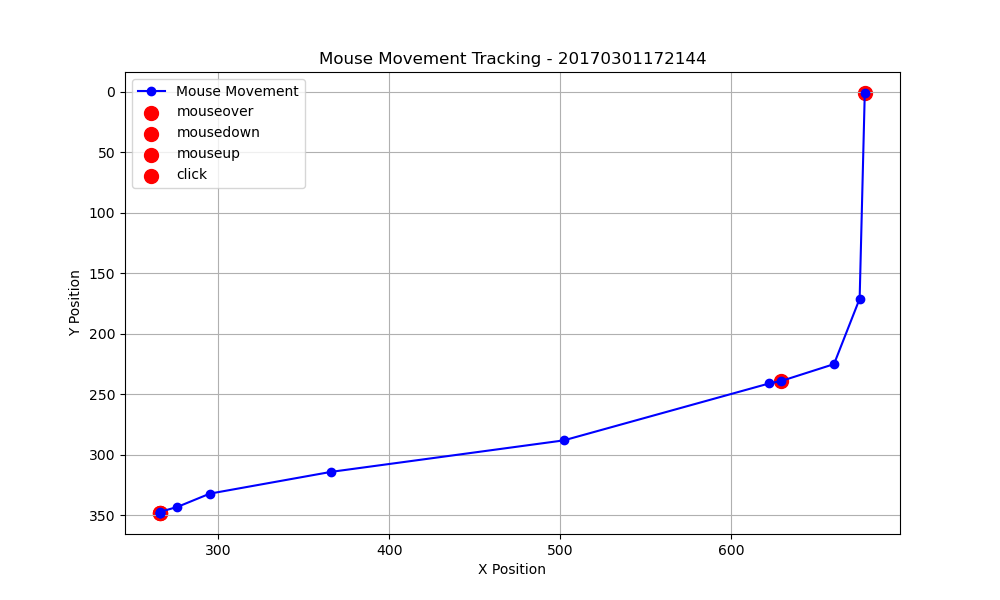 Mouse Movement Tracking - 20170301172144
Mouse Movement
mouseover
mousedown
mouseup
click
0
50
100
150
200
250
300
350
Y Position
300 400 500 600
X Position